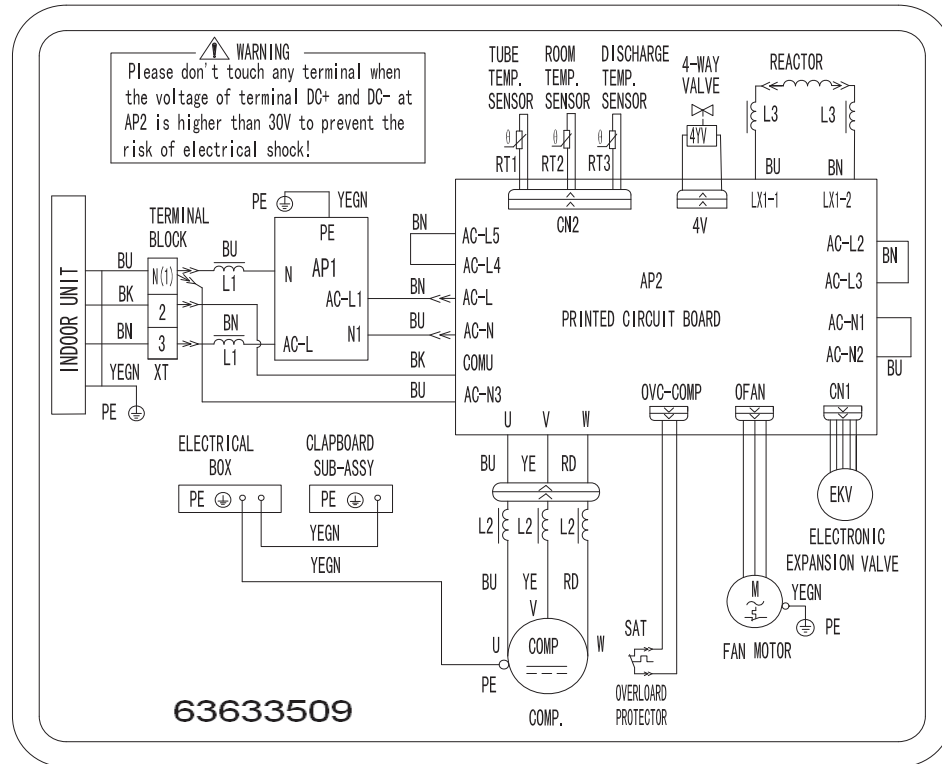 WARNING
Please don't touch any terminal when
the voltage of terminal DC+ and DC- at
AP2 is higher than 30V to prevent the
risk of electrical shock!
TUBE
TEMP.
SENSOR
ROOM
TEMP.
SENSOR
DISCHARGE
TEMP.
SENSOR
4-WAY
VALVE
REACTOR
θ
θ
θ
RT1
RT2
RT3
4YV
L3
L3
BU
BN
CN2
4V
LX1-1
LX1-2
INDOOR UNIT
BU
BK
BN
YEGN
PE
TERMINAL
BLOCK
N(1)
2
3
XT
BU
L1
BN
L1
PE
YEGN
PE
N
AP1
AC-L1
N1
AC-L
BN
BN
BU
BK
BU
AC-L5
AC-L4
AC-L
AC-N
COMU
AC-N3
AP2
PRINTED CIRCUIT BOARD
AC-L2
AC-L3
BN
AC-N1
AC-N2
BU
U
V
W
OVC-COMP
OFAN
CN1
BU
YE
RD
L2
L2
L2
BU
YE
RD
U
V
W
COMP
PE
COMP.
ELECTRICAL
BOX
PE
CLAPBOARD
SUB-ASSY
PE
YEGN
YEGN
SAT
OVERLOARD
PROTECTOR
M
YEGN
PE
FAN MOTOR
EKV
ELECTRONIC
EXPANSION VALVE
63633509